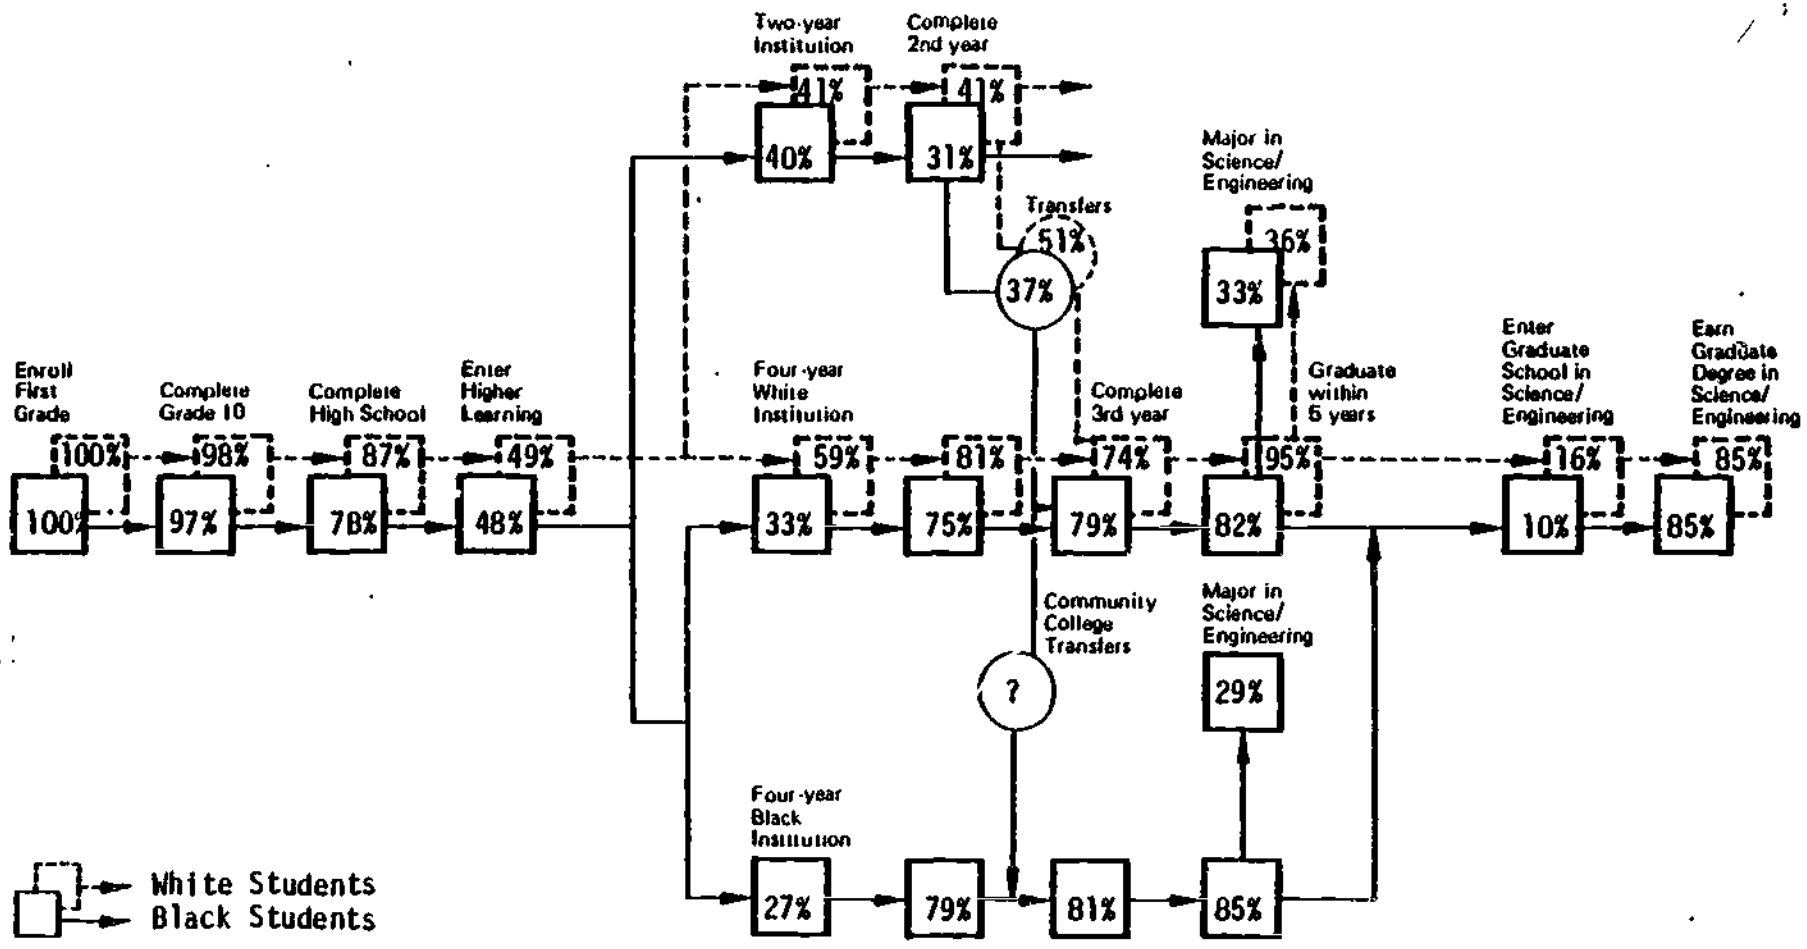 Two-year
Institution
Complete
2nd year
41%
41%
40%
31%
Major in
Science/
Engineering
Transfers
51%
37%
36%
33%
Enroll
First
Grade
Complete
Grade 10
Complete
High School
Enter
Higher
Learning
Four-year
White
Institution
Complete
3rd year
Graduate
within
5 years
Enter
Graduate
School in
Science/
Engineering
Earn
Graduate
Degree in
Science/
Engineering
100%
98%
87%
49%
59%
81%
74%
95%
16%
85%
100%
97%
78%
48%
33%
75%
79%
82%
10%
85%
Community
College
Transfers
?
Major in
Science/
Engineering
29%
Four-year
Black
Institution
27%
79%
81%
85%
White Students
Black Students